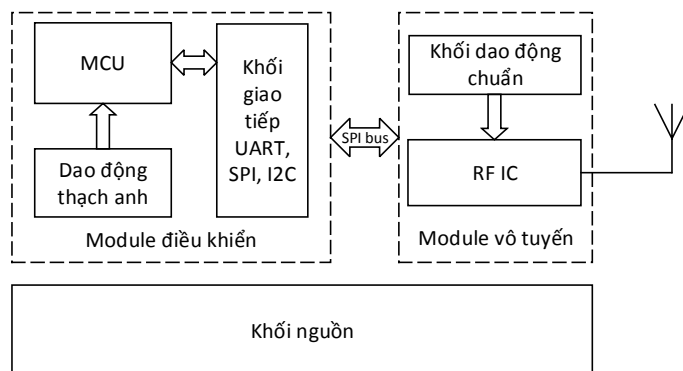 MCU
Dao động
thạch anh
Khối
giao
tiếp
UART,
SPI, I2C
Module điều khiển
SPI bus
Khối dao động
chuẩn
RF IC
Module vô tuyến
Khối nguồn